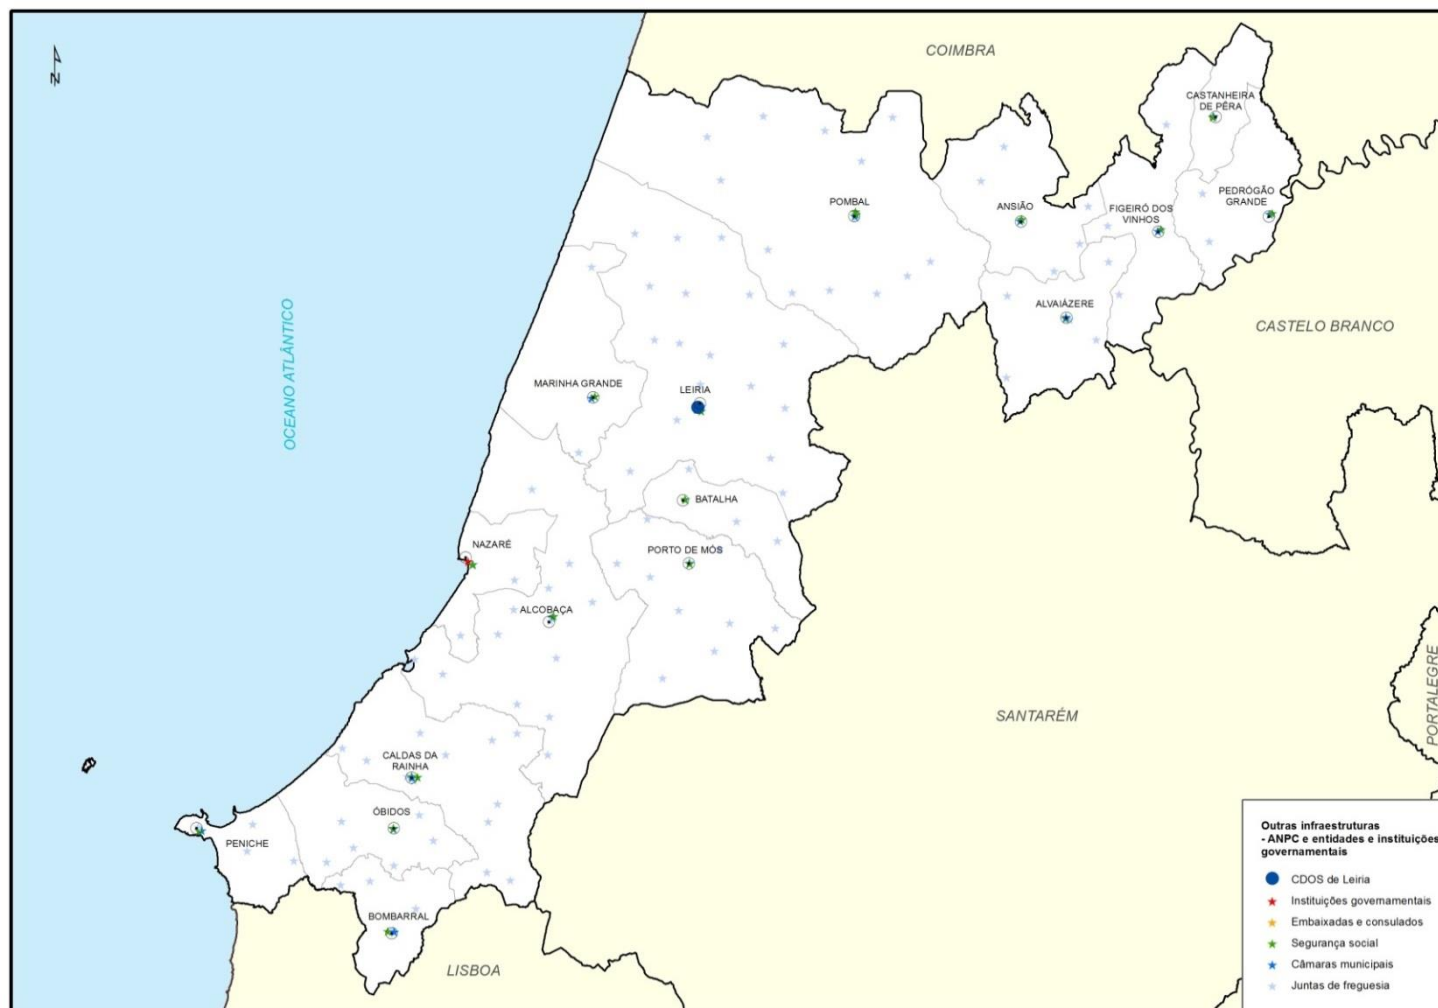 N
COIMBRA
CASTANHEIRA
DE PÊRA
POMBAL
ANSIÃO
FIGEIRÓ DOS
VINHOS
PEDRÓGÃO
GRANDE
ALVAIÁZERE
CASTELO BRANCO
OCEANO ATLÂNTICO
MARINHA GRANDE
LEIRIA
BATALHA
NAZARÉ
PORTO DE MÓS
ALCOBAÇA
SANTARÉM
PORTALEGRE
CALDAS DA
RAINHA
ÓBIDOS
PENICHE
BOMBARRAL
LISBOA
Outras infraestruturas
- ANPC e entidades e instituições
governamentais
CDOS de Leiria
Instituições governamentais
Embaixadas e consulados
Segurança social
Câmaras municipais
Juntas de freguesia